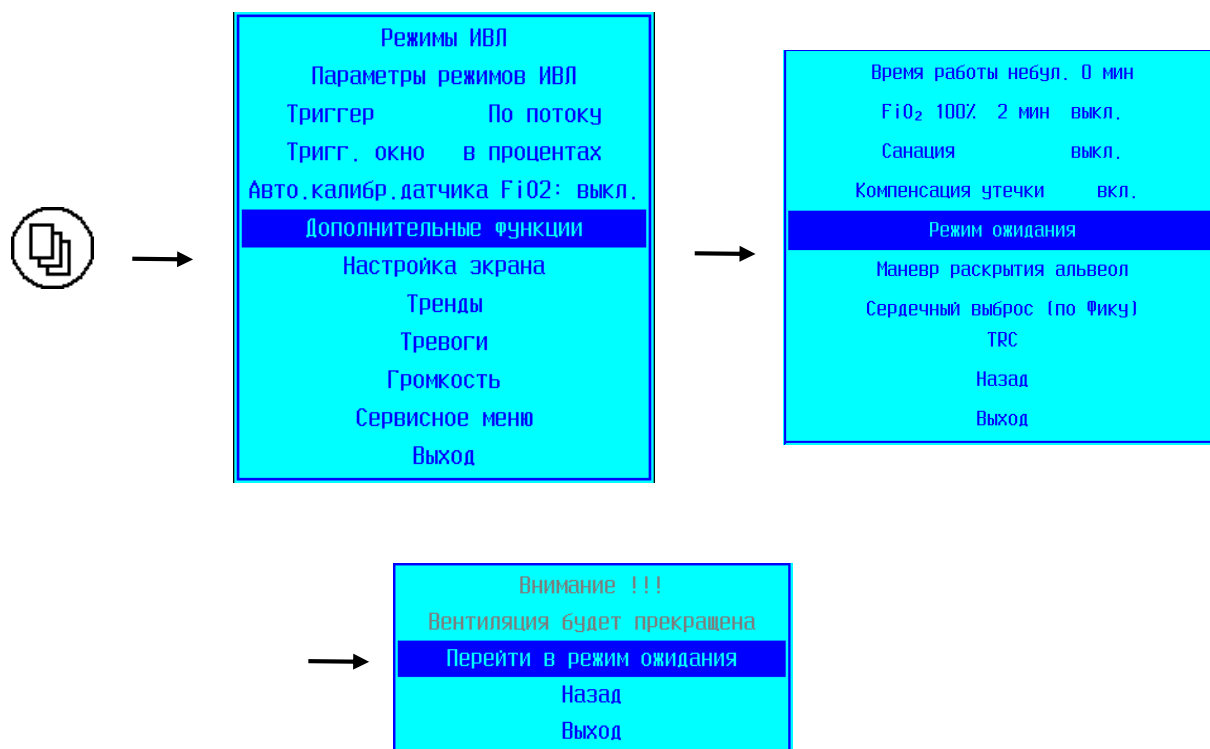 Режимы ИВЛ
Параметры режимов ИВЛ
Триггер По потоку
Тригг. окно в процентах
Авто.калибр.датчика FiO2: выкл.
Дополнительные функции
Настройка экрана
Тренды
Тревоги
Громкость
Сервисное меню
Выход
Время работы небул. 0 мин
FiO₂ 100% 2 мин выкл.
Санация выкл.
Компенсация утечки вкл.
Режим ожидания
Маневр раскрытия альвеол
Сердечный выброс (по Фику)
TRC
Назад
Выход
Внимание !!!
Вентиляция будет прекращена
Перейти в режим ожидания
Назад
Выход